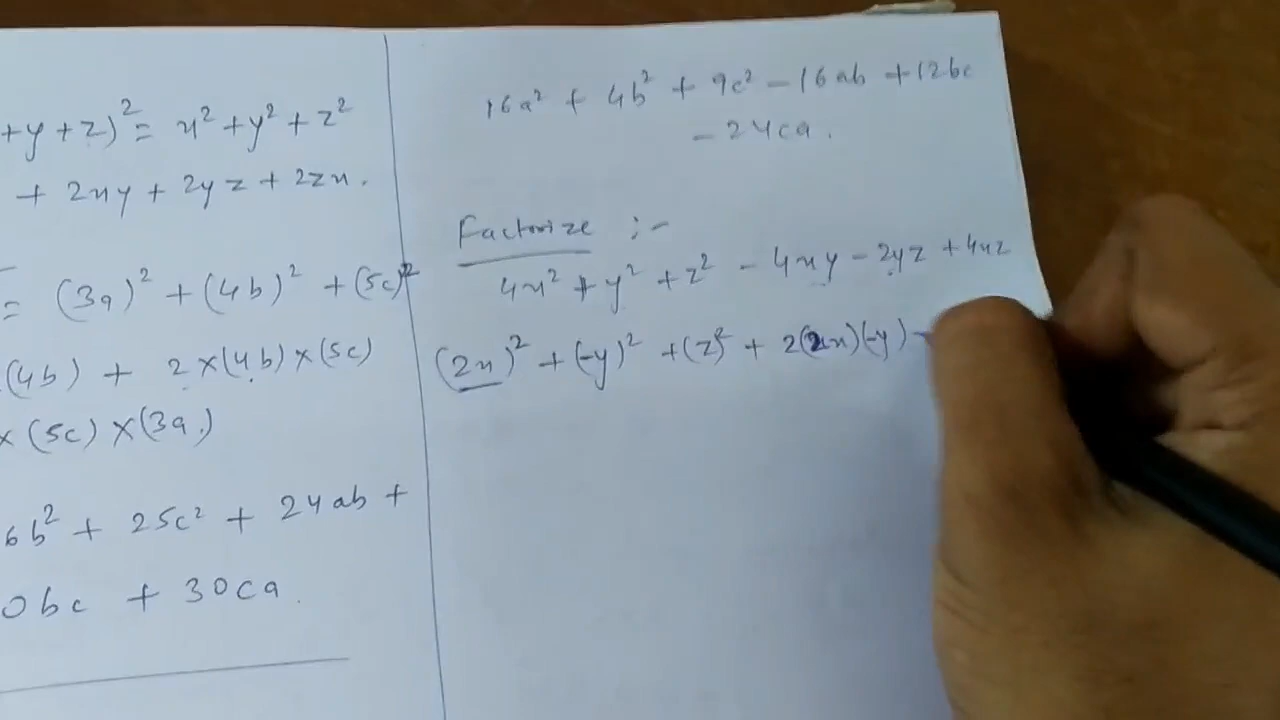 +y+z)² = x² + y² + z²
+ 2xy + 2yz + 2zx.
= (3a)² + (4b)² + (5c)²
(4b) + 2×(4b)×(5c)
×(5c)×(3a)
6b² + 25c² + 24ab +
0bc + 30ca.
16a² + 4b² + 9c² - 16ab + 12bc
- 24ca.
Factorize :-
4x² + y² + z² - 4xy - 2yz + 4xz
(2x)² + (-y)² + (z)² + 2(2x)(-y) +